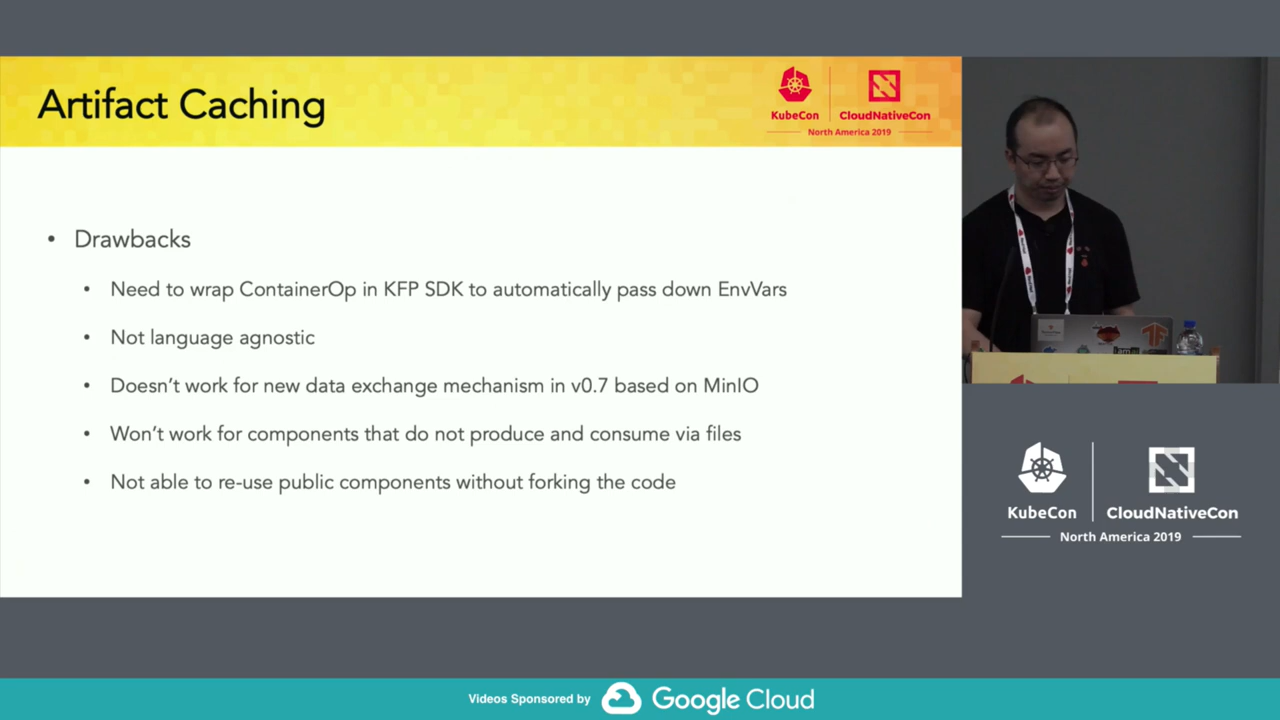 Artifact Caching
KubeCon
CloudNativeCon
North America 2019
• Drawbacks
• Need to wrap ContainerOp in KFP SDK to automatically pass down EnvVars
• Not language agnostic
• Doesn't work for new data exchange mechanism in v0.7 based on MinIO
• Won't work for components that do not produce and consume via files
• Not able to re-use public components without forking the code
KubeCon
CloudNativeCon
North America 2019
Videos Sponsored by Google Cloud